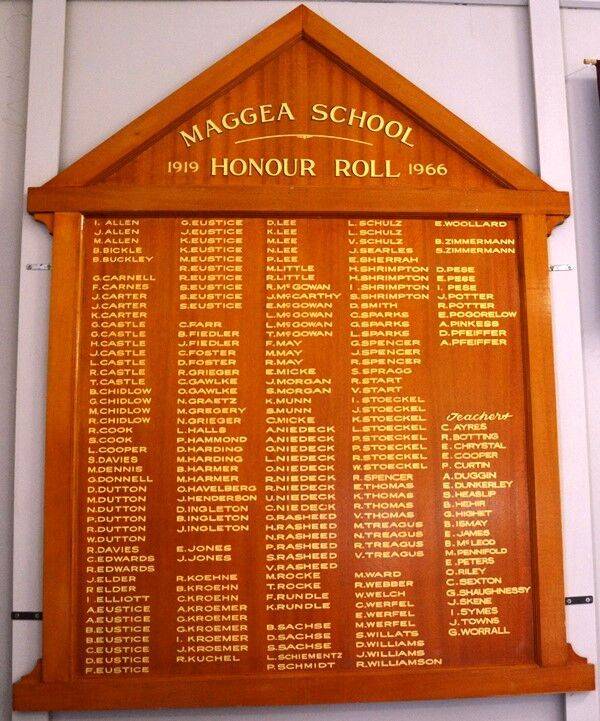 MAGGEA SCHOOL
1919 HONOUR ROLL 1966
I. ALLEN
J. ALLEN
M. ALLEN
B. BICKLE
B. BUCKLEY
G. CARNELL
F. CARNES
J. CARTER
J. CARTER
K. CARTER
G. CASTLE
H. CASTLE
J. CASTLE
L. CASTLE
R. CASTLE
T. CASTLE
B. CHIDLOW
G. CHIDLOW
M. CHIDLOW
R. CHIDLOW
R. COOK
S. COOK
L. COOPER
S. DAVIES
M. DENNIS
G. DONNELL
D. DUTTON
M. DUTTON
N. DUTTON
P. DUTTON
R. DUTTON
W. DUTTON
R. DAVIES
C. EDWARDS
R. EDWARDS
J. ELDER
R ELDER
I. ELLIOTT
A. EUSTICE
A. EUSTICE
B. EUSTICE
C. EUSTICE
D. EUSTICE
F. EUSTICE
G. EUSTICE
J. EUSTICE
K. EUSTICE
K. EUSTICE
M. EUSTICE
R. EUSTICE
R. EUSTICE
S. EUSTICE
S. EUSTICE
S. EUSTICE
C. FARR
B. FIEDLER
J. FIEDLER
C. FOSTER
D. FOSTER
R. GRIEGER
C. GAWLKE
O. GAWLKE
N. GRAETZ
M. GREGERY
N. GRIEGER
L. HALLS
P. HAMMOND
D. HARDING
G. HARDING
B. HARMER
M. HARMER
G. HAVELBERG
J. HENDERSON
D. INGLETON
B. INGLETON
J. INGLETON
E. JONES
J. JONES
R. KOEHNE
B. KROEHN
C. KROEHN
A. KROEMER
G. KROEMER
I. KROEMER
J. KROEMER
R. KUCHEL
D. LEE
K. LEE
M. LEE
N. LEE
P. LEE
M. LITTLE
R. LITTLE
R. McGOWAN
J. McCARTHY
E. McGOWAN
L. McGOWAN
T. McGOWAN
F. MAY
M. MAY
R. MAY
E. MICKE
J. MORGAN
S. MORGAN
K. MUNN
S. MUNN
C. MICKE
A. NIEDECK
E. NIEDECK
L. NIEDECK
M. NIEDECK
O. NIEDECK
R. NIEDECK
R. NIEDECK
U. NIEDECK
C. NIEDECK
G. RASHEED
H. RASHEED
N. RASHEED
P. RASHEED
S. RASHEED
V. RASHEED
M. ROCKE
T. ROCKE
F. RUNDLE
K. RUNDLE
B. SACHSE
D. SACHSE
S. SACHSE
L. SCHIEMENTZ
P. SCHMIDT
L. SCHULZ
L. SCHULZ
V. SCHULZ
J. SEARLES
E. SHERRAH
H. SHRIMPTON
H. SHRIMPTON
I. SHRIMPTON
S. SHRIMPTON
D. SMITH
C. SPARKS
G. SPARKS
L. SPARKS
G. SPENCER
J. SPENCER
R. SPENCER
S. SPRAGG
R. START
V. START
I. STOECKEL
J. STOECKEL
J. STOECKEL
L. STOECKEL
P. STOECKEL
R. STOECKEL
W. STOECKEL
R. SPENCER
E. THOMAS
K. THOMAS
R. THOMAS
V. THOMAS
M. TREAGUS
N. TREAGUS
R. TREAGUS
V. TREAGUS
M. WARD
R. WEBBER
W. WELCH
C. WERFEL
E. WERFEL
M. WERFEL
S. WILLATS
D. WILLIAMS
J. WILLIAMS
R. WILLIAMSON
E. WOOLLARD
B. ZIMMERMANN
S. ZIMMERMANN
D. PESE
E. PESE
I. PESE
J. POTTER
R. POTTER
E. POGORELOW
A. PINKESS
D. PFEIFFER
A. PFEIFFER
Teachers
C. AYRES
R. BOTTING
E. CHRYSTAL
E. COOPER
P. CURTIN
A. DUGGIN
E. DUNKERLEY
S. HEASLIP
B. HEHIR
G. HIGHET
B. ISMAY
E. JAMES
B. McLEOD
M. PENNIFOLD
E. PETERS
O. RILEY
C. SEXTON
G. SHAUGHNESSY
J. SKENE
I. SYMES
J. TOWNS
G. WORRALL